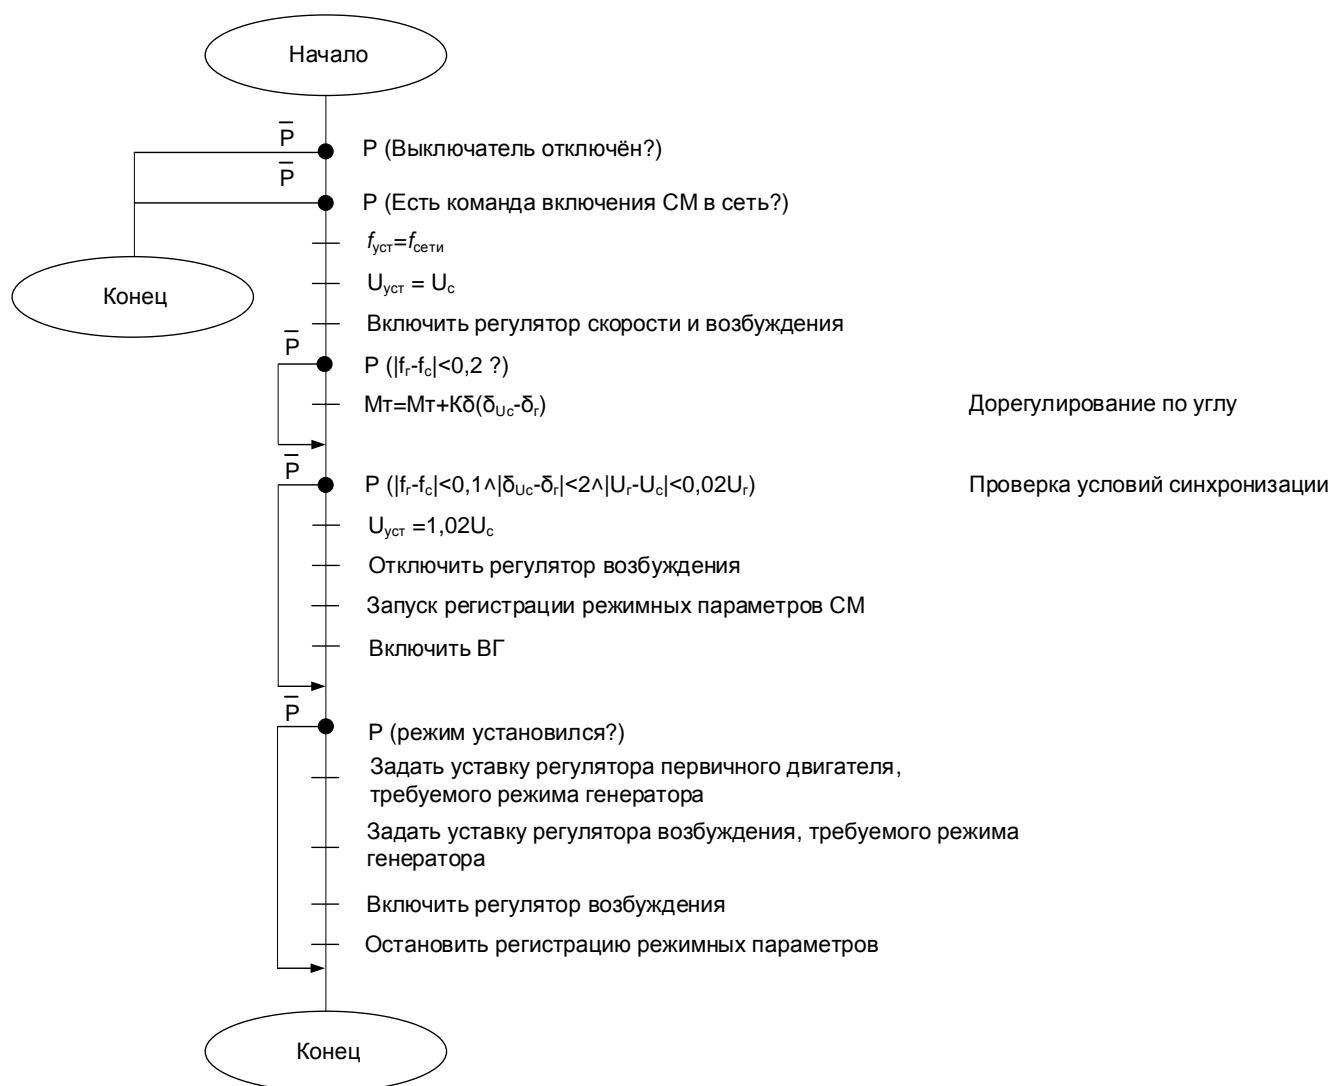 Начало
P̅
P (Выключатель отключён?)
P̅
P (Есть команда включения СМ в сеть?)
fуст=fсети
Uуст = Uс
Конец
Включить регулятор скорости и возбуждения
P̅
P (|fг-fс|<0,2 ?)
Мт=Мт+Кδ(δUс-δг)
Дорегулирование по углу
P̅
P (|fг-fс|<0,1˄|δUс-δг|<2˄|Uг-Uс|<0,02Uг)
Проверка условий синхронизации
Uуст =1,02Uс
Отключить регулятор возбуждения
Запуск регистрации режимных параметров СМ
Включить ВГ
P̅
P (режим установился?)
Задать уставку регулятора первичного двигателя,
требуемого режима генератора
Задать уставку регулятора возбуждения, требуемого режима
генератора
Включить регулятор возбуждения
Остановить регистрацию режимных параметров
Конец